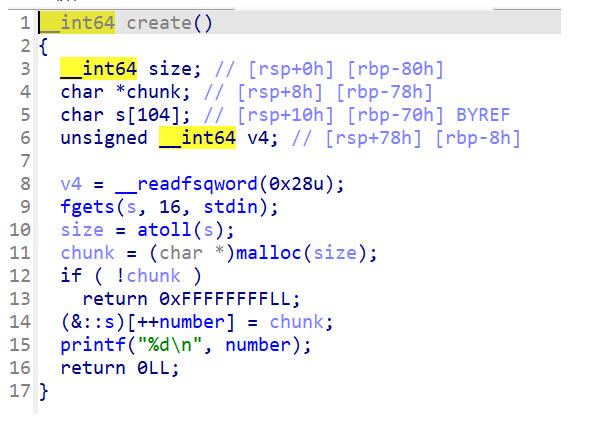 1 __int64 create()
2 {
3   __int64 size; // [rsp+0h] [rbp-80h]
4   char *chunk; // [rsp+8h] [rbp-78h]
5   char s[104]; // [rsp+10h] [rbp-70h] BYREF
6   unsigned __int64 v4; // [rsp+78h] [rbp-8h]
7
8   v4 = __readfsqword(0x28u);
9   fgets(s, 16, stdin);
10   size = atoll(s);
11   chunk = (char *)malloc(size);
12   if ( !chunk )
13     return 0xFFFFFFFFLL;
14   (&::s)[++number] = chunk;
15   printf("%d\n", number);
16   return 0LL;
17 }